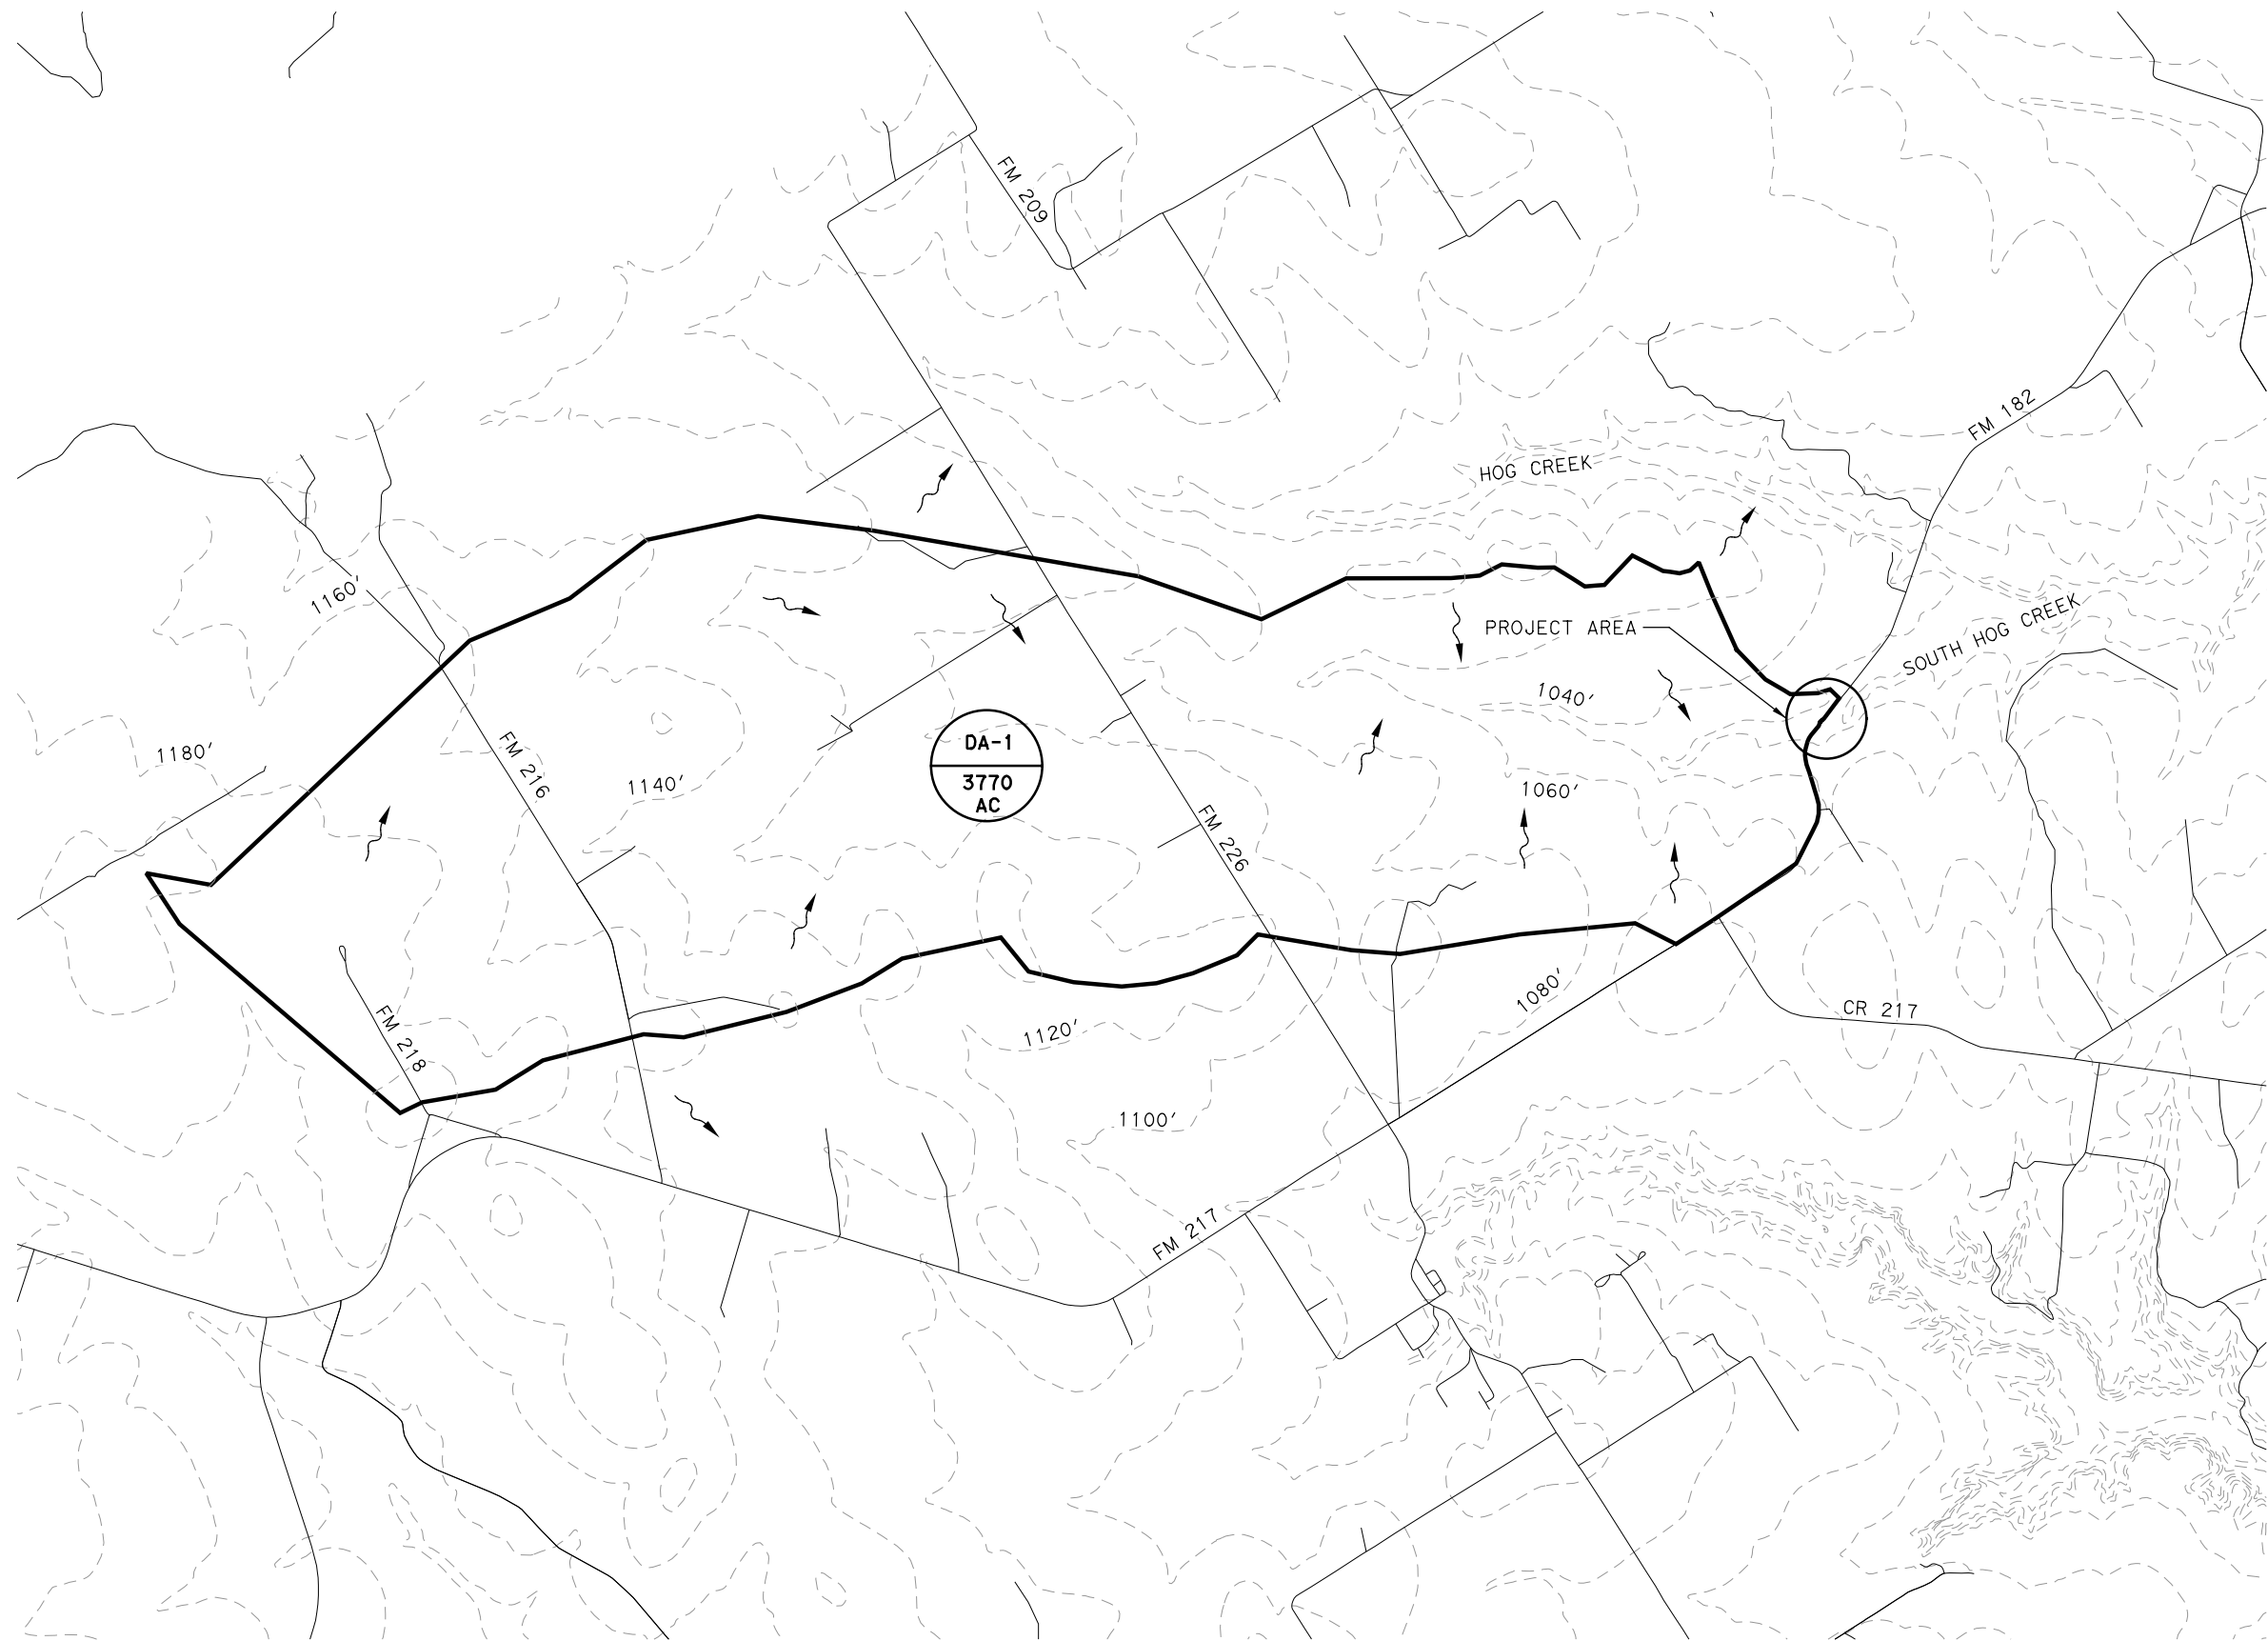 FM 209
FM 182
HOG CREEK
1160'
PROJECT AREA
SOUTH HOG CREEK
1040'
1180'
FM 216
DA-1
3770
AC
1140'
1060'
FM 226
1080'
CR 217
FM 218
1120'
1100'
FM 217